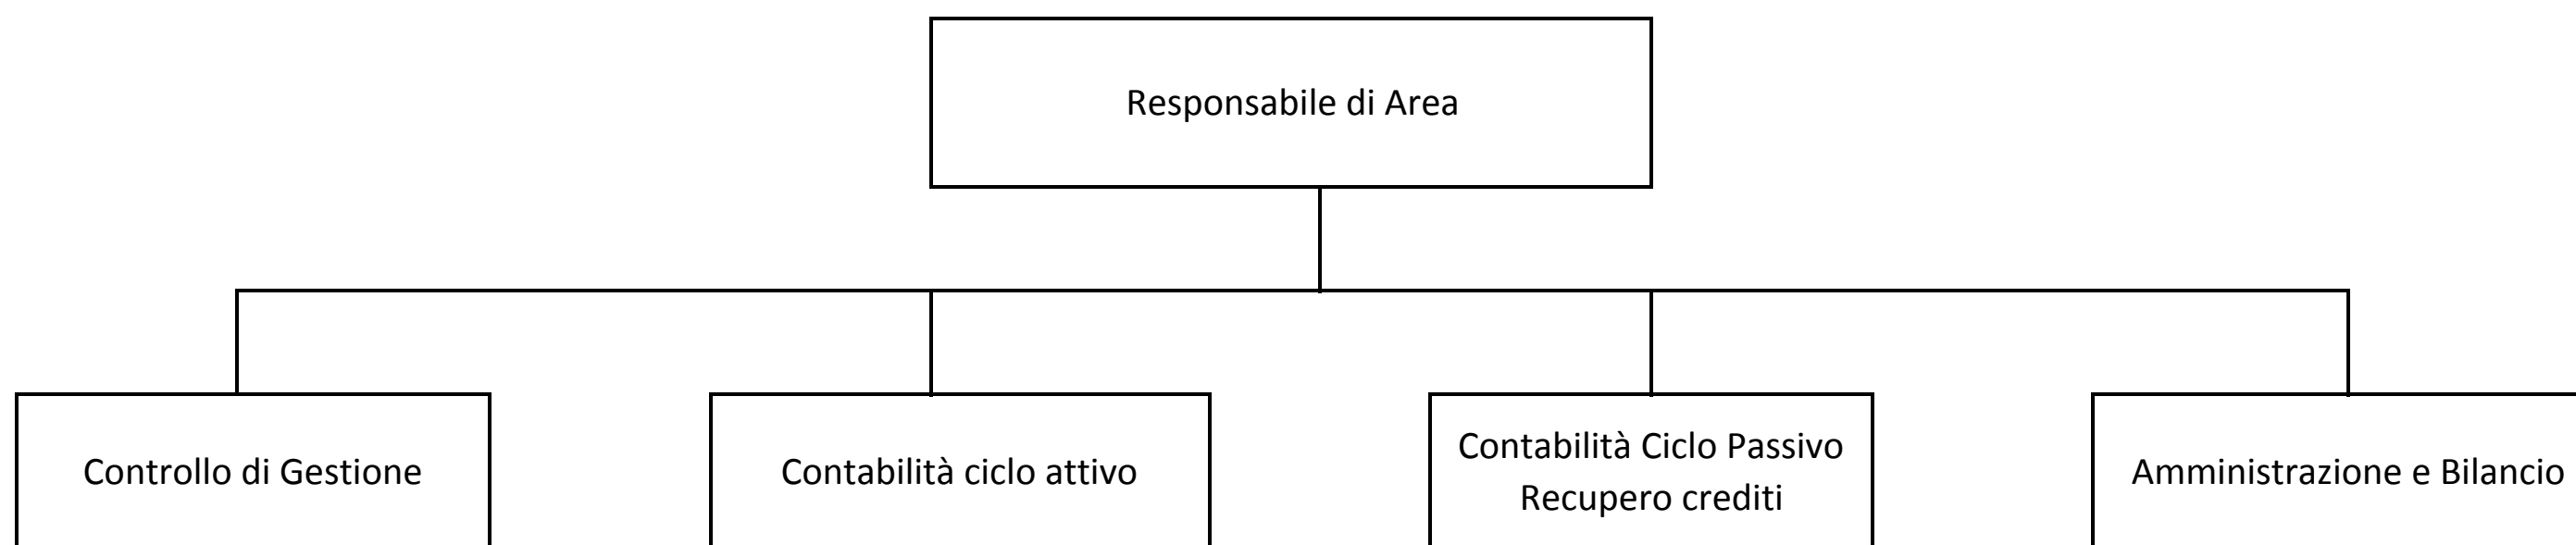 Responsabile di Area
Controllo di Gestione
Contabilità ciclo attivo
Contabilità Ciclo Passivo
Recupero crediti
Amministrazione e Bilancio